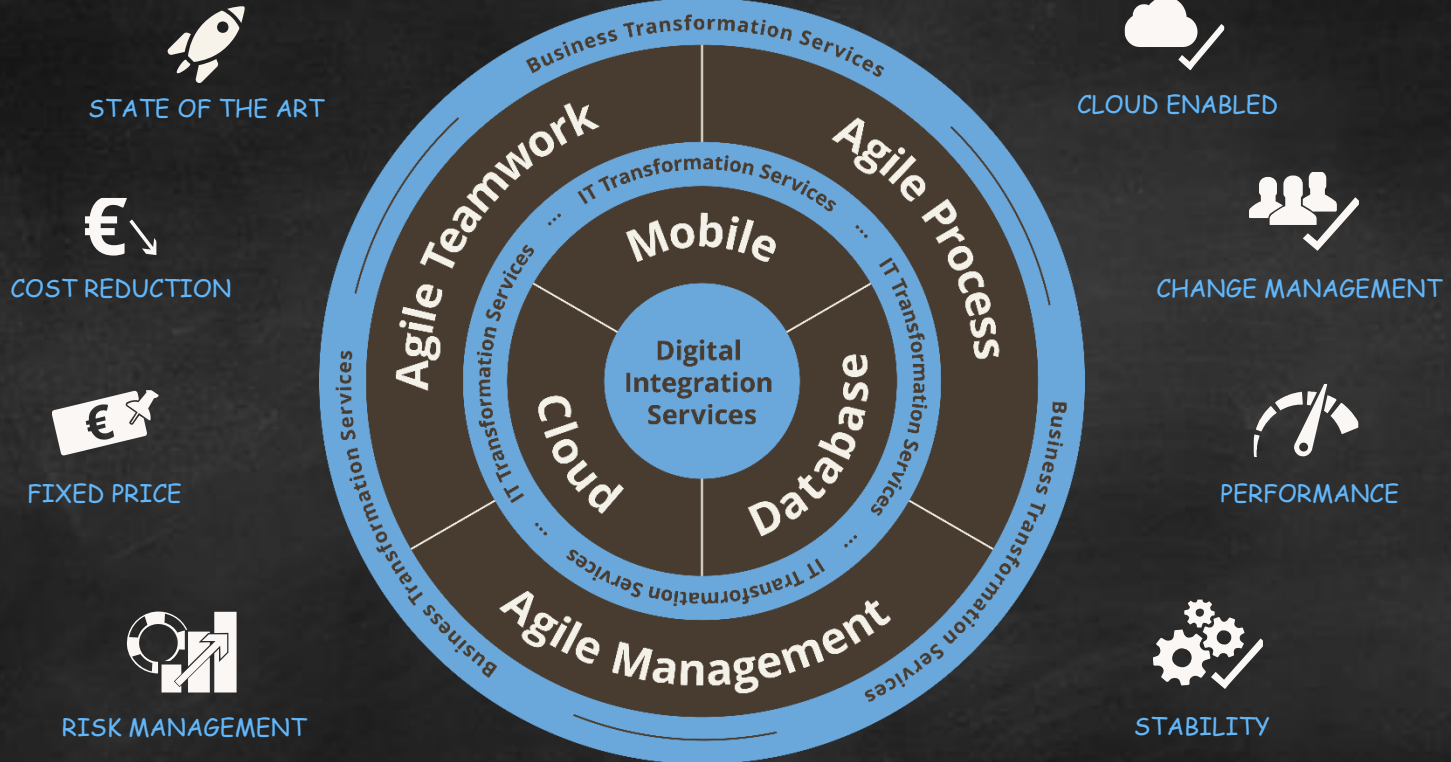 STATE OF THE ART
€
COST REDUCTION
€
FIXED PRICE
RISK MANAGEMENT
Business Transformation Services
Business Transformation Services
Business Transformation Services
Agile Teamwork
Agile Process
Agile Management
IT Transformation Services
...
IT Transformation Services
...
IT Transformation Services
...
IT Transformation Services
...
Mobile
Database
Cloud
Digital
Integration
Services
CLOUD ENABLED
CHANGE MANAGEMENT
PERFORMANCE
STABILITY